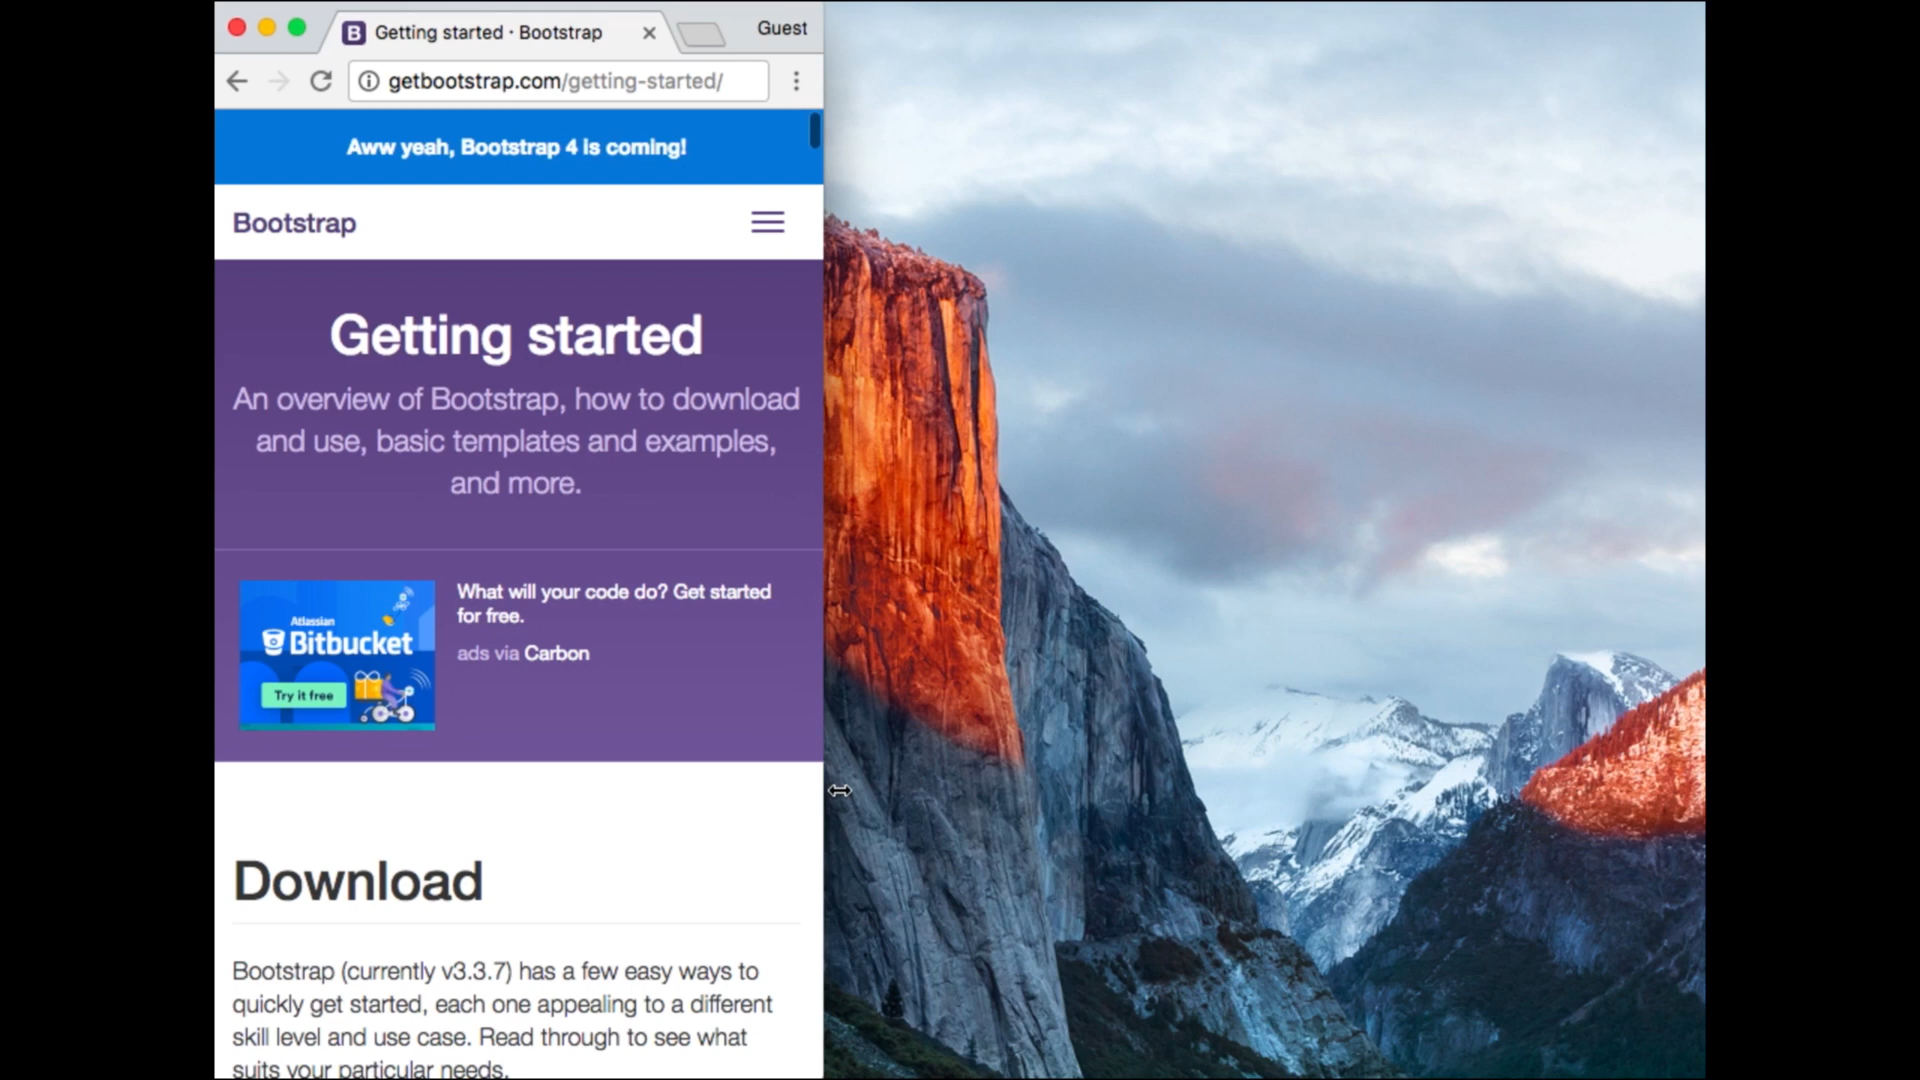 Getting started · Bootstrap
Guest
getbootstrap.com/getting-started/
Aww yeah, Bootstrap 4 is coming!
Bootstrap
Getting started
An overview of Bootstrap, how to download
and use, basic templates and examples,
and more.
Atlassian
Bitbucket
Try it free
What will your code do? Get started
for free.
ads via Carbon
Download
Bootstrap (currently v3.3.7) has a few easy ways to
quickly get started, each one appealing to a different
skill level and use case. Read through to see what
suits your particular needs.